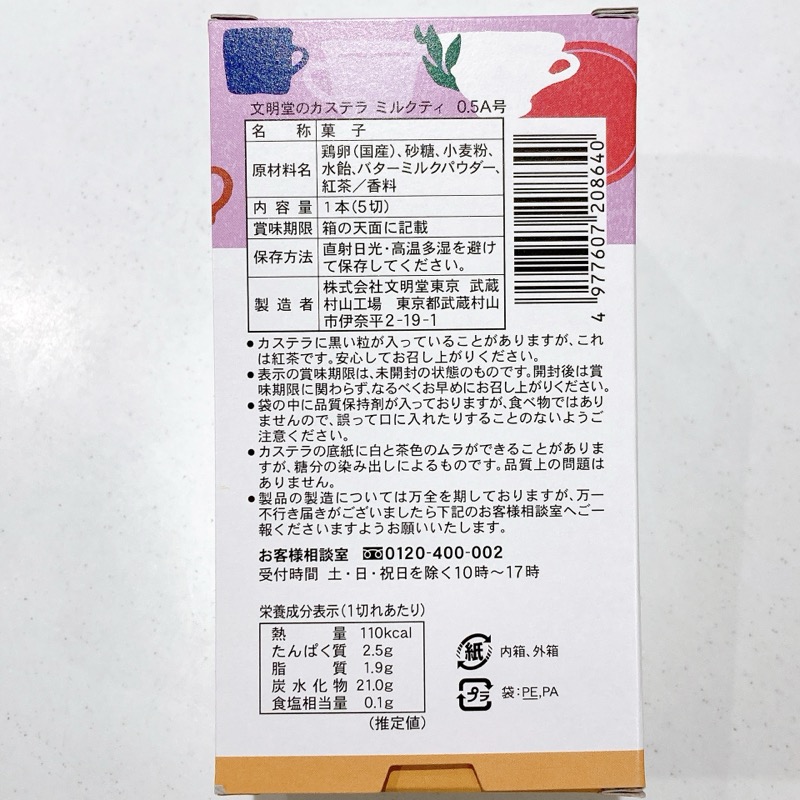 文明堂のカステラ ミルクティ 0.5A号
名称 菓子
原材料名 鶏卵(国産)、砂糖、小麦粉、
水飴、バターミルクパウダー、
紅茶／香料
内容量 1本(5切)
賞味期限 箱の天面に記載
保存方法 直射日光・高温多湿を避け
て保存してください。
製造者 株式会社文明堂東京 武蔵
村山工場 東京都武蔵村山
市伊奈平2-19-1
4 977607 208640
●カステラに黒い粒が入っていることがありますが、これ
は紅茶です。安心してお召し上がりください。
●表示の賞味期限は、未開封の状態のものです。開封後は賞
味期限に関わらず、なるべくお早めにお召し上がりください。
●袋の中に品質保持剤が入っておりますが、食べ物ではあり
ませんので、誤って口に入れたりすることのないようご
注意ください。
●カステラの底紙に白と茶色のムラができることがありま
すが、糖分の染み出しによるものです。品質上の問題は
ありません。
●製品の製造については万全を期しておりますが、万一
不行き届きがございましたら下記のお客様相談室へご一
報くださいますようお願いいたします。
お客様相談室 0120-400-002
受付時間 土・日・祝日を除く10時～17時
栄養成分表示(1切れあたり)
熱量 110kcal
たんぱく質 2.5g
脂質 1.9g
炭水化物 21.0g
食塩相当量 0.1g
(推定値)
紙 内箱、外箱
プラ 袋:PE,PA